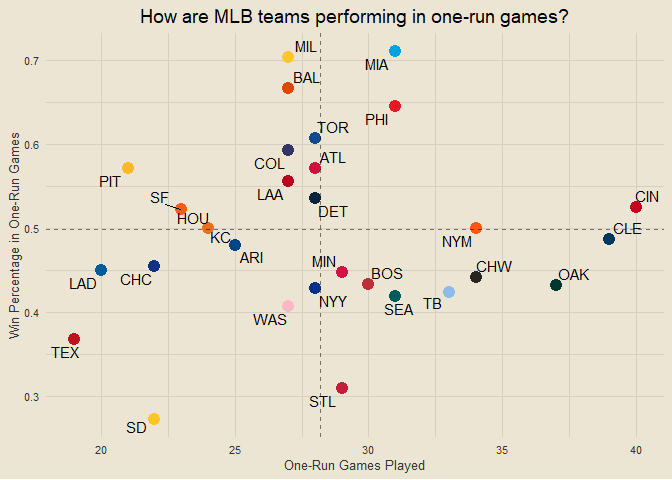 How are MLB teams performing in one-run games?
Win Percentage in One-Run Games
0.7
0.6
0.5
0.4
0.3
MIL
MIA
BAL
PHI
TOR
COL
ATL
PIT
LAA
SF
HOU
DET
CIN
KC
NYM
CLE
ARI
LAD
CHC
MIN
BOS
CHW
OAK
NYY
SEA
TB
WAS
TEX
STL
SD
20
25
30
35
40
One-Run Games Played